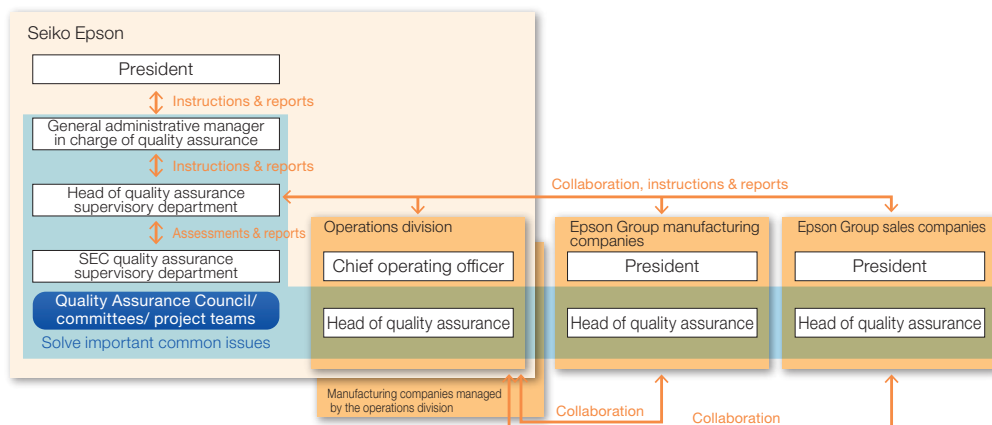 Seiko Epson
President
Instructions & reports
General administrative manager
in charge of quality assurance
Instructions & reports
Head of quality assurance
supervisory department
Collaboration, instructions & reports
Assessments & reports
SEC quality assurance
supervisory department
Quality Assurance Council/
committees/ project teams
Solve important common issues
Operations division
Chief operating officer
Head of quality assurance
Manufacturing companies managed
by the operations division
Epson Group manufacturing
companies
President
Head of quality assurance
Epson Group sales companies
President
Head of quality assurance
Collaboration
Collaboration